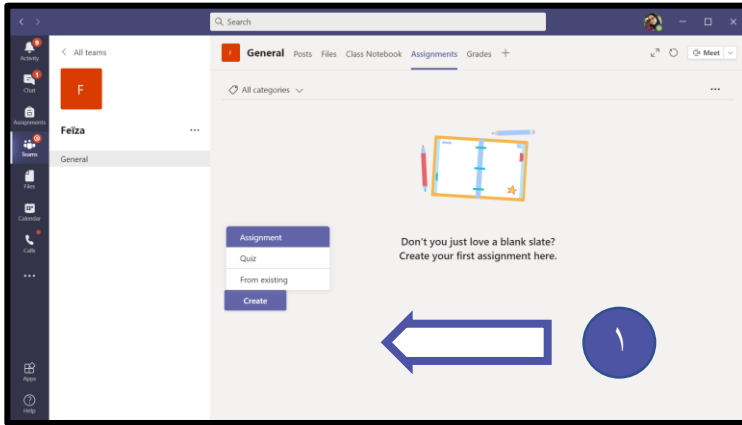 Search
Activity
Chat
Assignments
Teams
Files
Calendar
Calls
Apps
Help
All teams
F
Feïza
General
F General Posts Files Class Notebook Assignments Grades
Meet
All categories
Don't you just love a blank slate?
Create your first assignment here.
Assignment
Quiz
From existing
Create
١